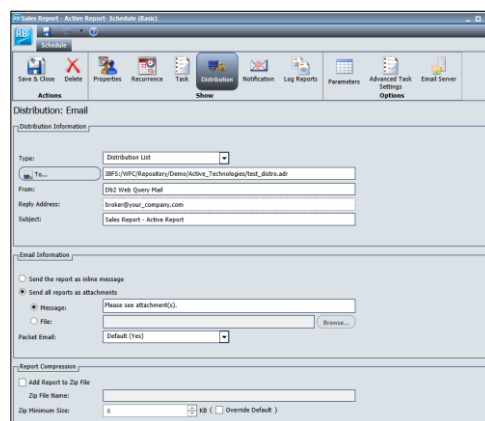 Sales Report - Active Report- Schedule (Basic)
RB
Schedule
Save & Close Delete Properties Recurrence Task Distribution Notification Log Reports Parameters Advanced Task Settings Email Server
Actions Show Options
Distribution: Email
Distribution Information
Type: Distribution List
To... IBFS:/WFC/Repository/Demo/Active_Technologies/test_distro.adr
From: Db2 Web Query Mail
Reply Address: broker@your_company.com
Subject: Sales Report - Active Report
Email Information
Send the report as inline message
Send all reports as attachments
Message: Please see attachment(s).
File: Browse...
Packet Email: Default (Yes)
Report Compression
Add Report to Zip File
Zip File Name:
Zip Minimum Size: 0 KB ( Override Default )